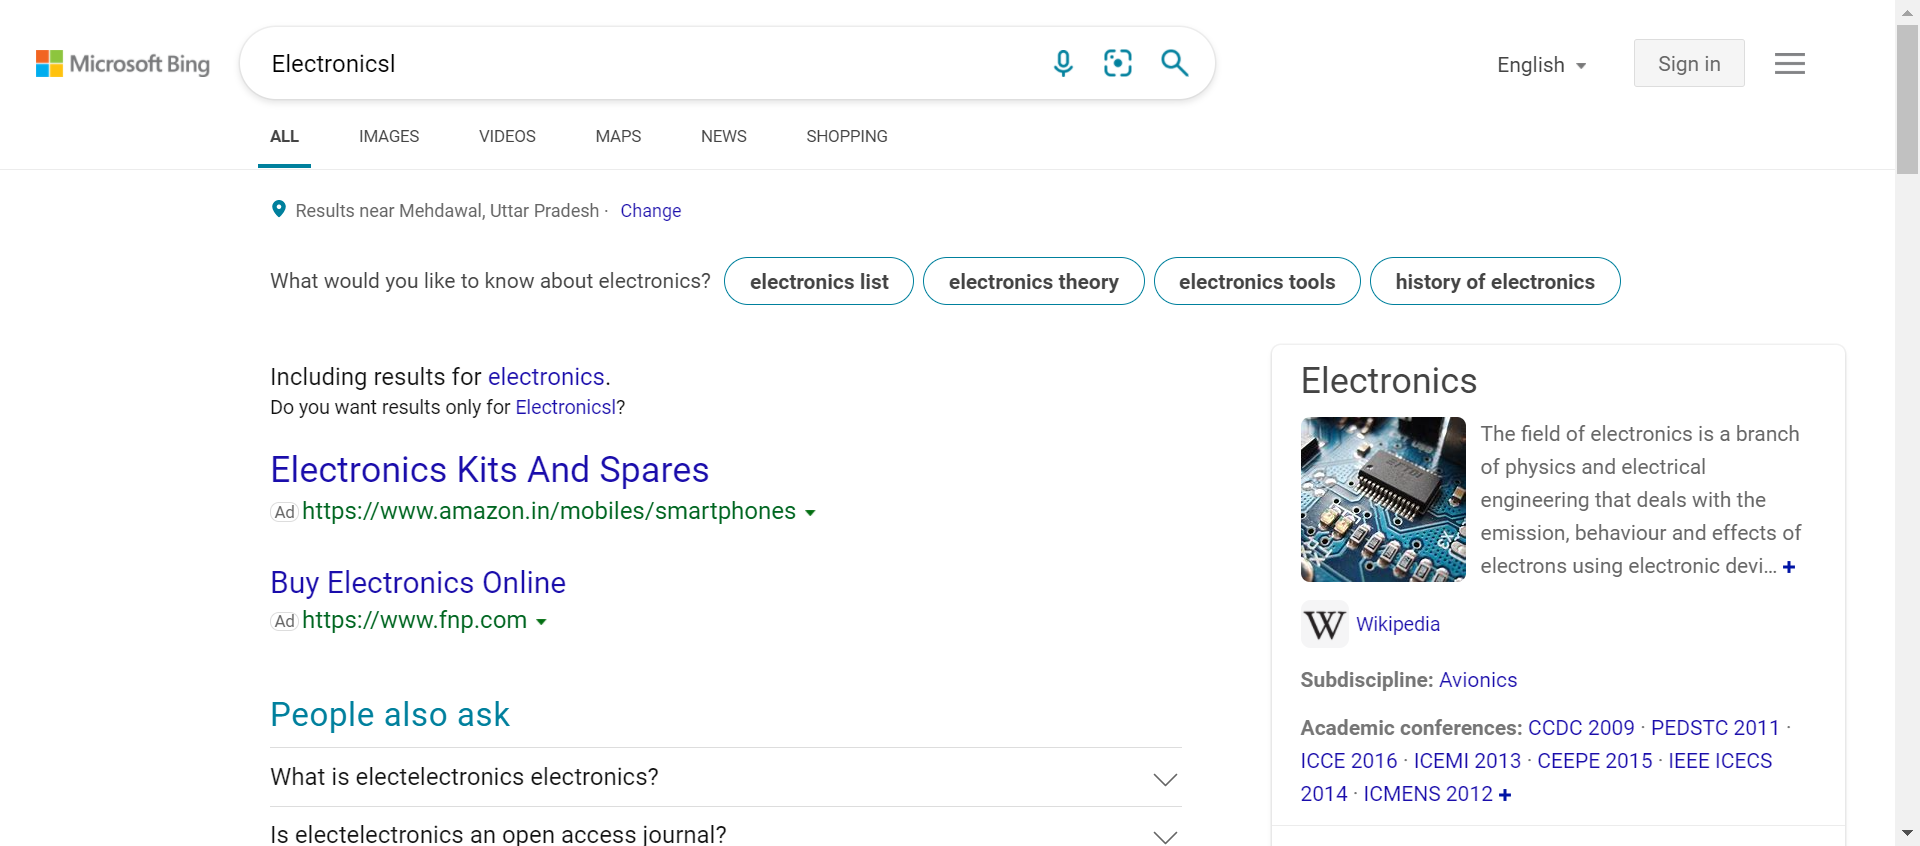 Microsoft Bing
Electronicsl
English
Sign in
ALL IMAGES VIDEOS MAPS NEWS SHOPPING
Results near Mehdawal, Uttar Pradesh · Change
What would you like to know about electronics? electronics list electronics theory electronics tools history of electronics
Including results for electronics.
Do you want results only for Electronicsl?
Electronics Kits And Spares
Ad https://www.amazon.in/mobiles/smartphones
Buy Electronics Online
Ad https://www.fnp.com
People also ask
What is electelectronics electronics?
Is electelectronics an open access journal?
Electronics
The field of electronics is a branch
of physics and electrical
engineering that deals with the
emission, behaviour and effects of
electrons using electronic devi... +
W Wikipedia
Subdiscipline: Avionics
Academic conferences: CCDC 2009 · PEDSTC 2011 ·
ICCE 2016 · ICEMI 2013 · CEEPE 2015 · IEEE ICECS
2014 · ICMENS 2012 +